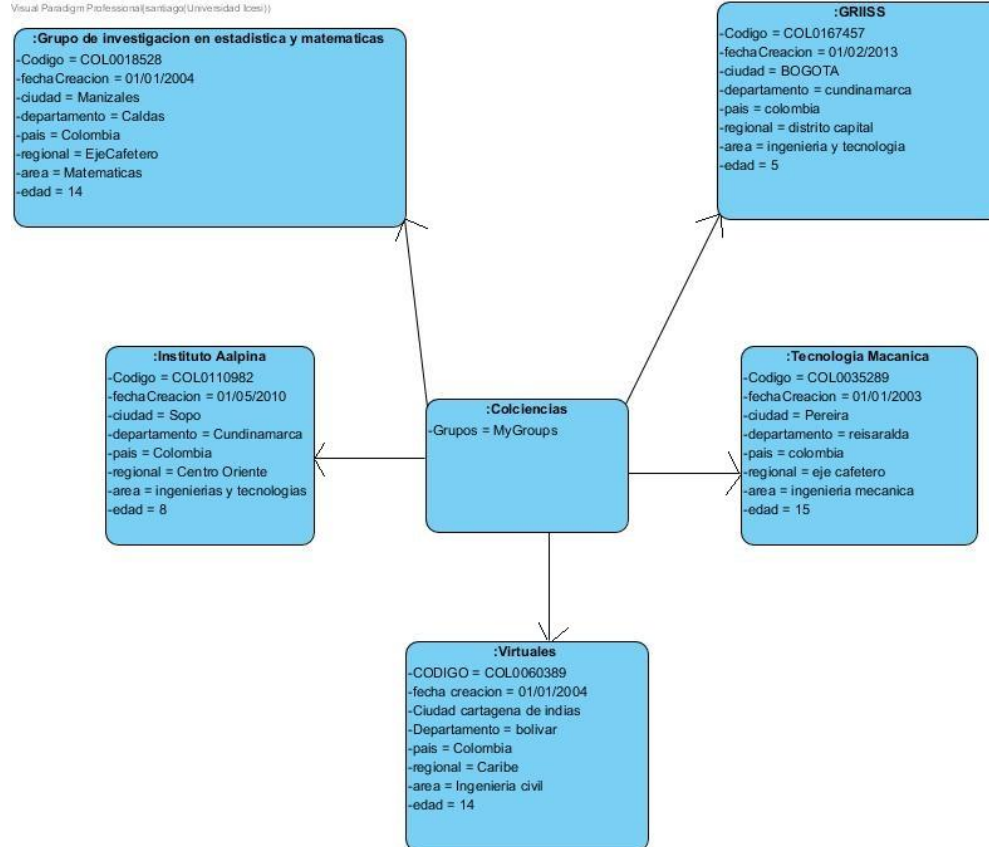 Visual Paradigm Professional(santiago(Universidad Icesi))
:Grupo de investigacion en estadistica y matematicas
-Codigo = COL0018528
-fechaCreacion = 01/01/2004
-ciudad = Manizales
-departamento = Caldas
-pais = Colombia
-regional = EjeCafetero
-area = Matematicas
-edad = 14
:GRIISS
-Codigo = COL0167457
-fechaCreacion = 01/02/2013
-ciudad = BOGOTA
-departamento = cundinamarca
-pais = colombia
-regional = distrito capital
-area = ingenieria y tecnologia
-edad = 5
:Instituto Aalpina
-Codigo = COL0110982
-fechaCreacion = 01/05/2010
-ciudad = Sopo
-departamento = Cundinamarca
-pais = Colombia
-regional = Centro Oriente
-area = ingenierias y tecnologias
-edad = 8
:Colciencias
-Grupos = MyGroups
:Tecnologia Macanica
-Codigo = COL0035289
-fechaCreacion = 01/01/2003
-ciudad = Pereira
-departamento = reisaralda
-pais = colombia
-regional = eje cafetero
-area = ingenieria mecanica
-edad = 15
:Virtuales
-CODIGO = COL0060389
-fecha creacion = 01/01/2004
-Ciudad cartagena de indias
-Departamento = bolivar
-pais = Colombia
-regional = Caribe
-area = Ingenieria civil
-edad = 14